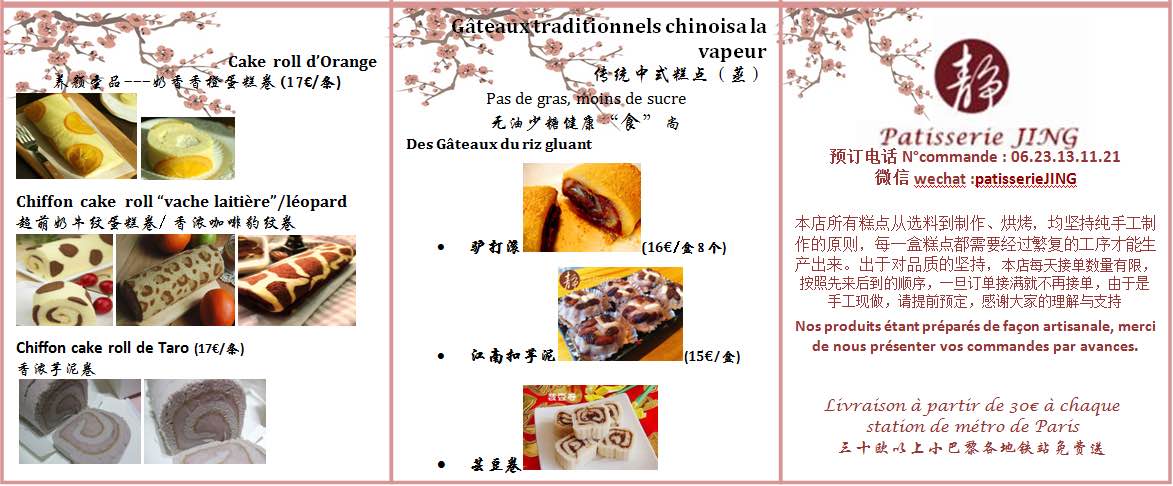 Cake roll d’Orange
养颜圣品---奶香香橙蛋糕卷 (17€/条)
Chiffon cake roll “vache laitière”/léopard
超萌奶牛纹蛋糕卷/ 香浓咖啡豹纹卷
Chiffon cake roll de Taro (17€/条)
香浓芋泥卷
Gâteaux traditionnels chinoisa la
vapeur
传统中式糕点（蒸）
Pas de gras, moins de sucre
无油少糖健康 “食” 尚
Des Gâteaux du riz gluant
• 驴打滚 (16€/盒8个)
静
• 江南扣芋泥 (15€/盒)
芸豆卷
• 芸豆卷
静
Patisserie JING
预订电话 N°commande : 06.23.13.11.21
微信 wechat :patisserieJING
本店所有糕点从选料到制作、烘烤，均坚持纯手工制
作的原则，每一盒糕点都需要经过繁复的工序才能生
产出来。出于对品质的坚持，本店每天接单数量有限，
按照先来后到的顺序，一旦订单接满就不再接单，由于是
手工现做，请提前预定，感谢大家的理解与支持
Nos produits étant préparés de façon artisanale, merci
de nous présenter vos commandes par avances.
Livraison à partir de 30€ à chaque
station de métro de Paris
三十欧以上小巴黎各地铁站免费送